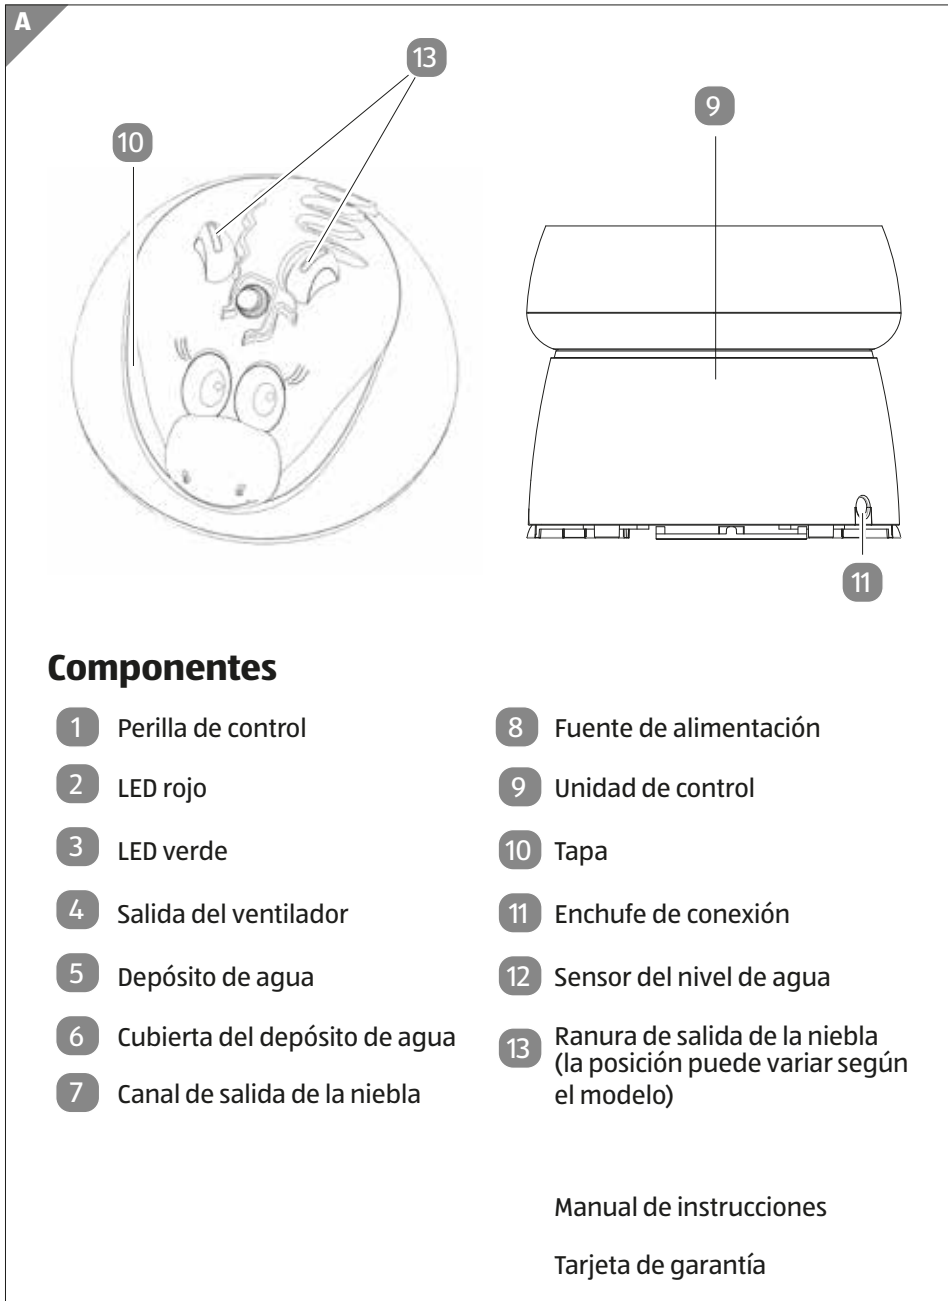 A
13
10
9
11
Componentes
1 Perilla de control
2 LED rojo
3 LED verde
4 Salida del ventilador
5 Depósito de agua
6 Cubierta del depósito de agua
7 Canal de salida de la niebla
8 Fuente de alimentación
9 Unidad de control
10 Tapa
11 Enchufe de conexión
12 Sensor del nivel de agua
13 Ranura de salida de la niebla
(la posición puede variar según
el modelo)
Manual de instrucciones
Tarjeta de garantía